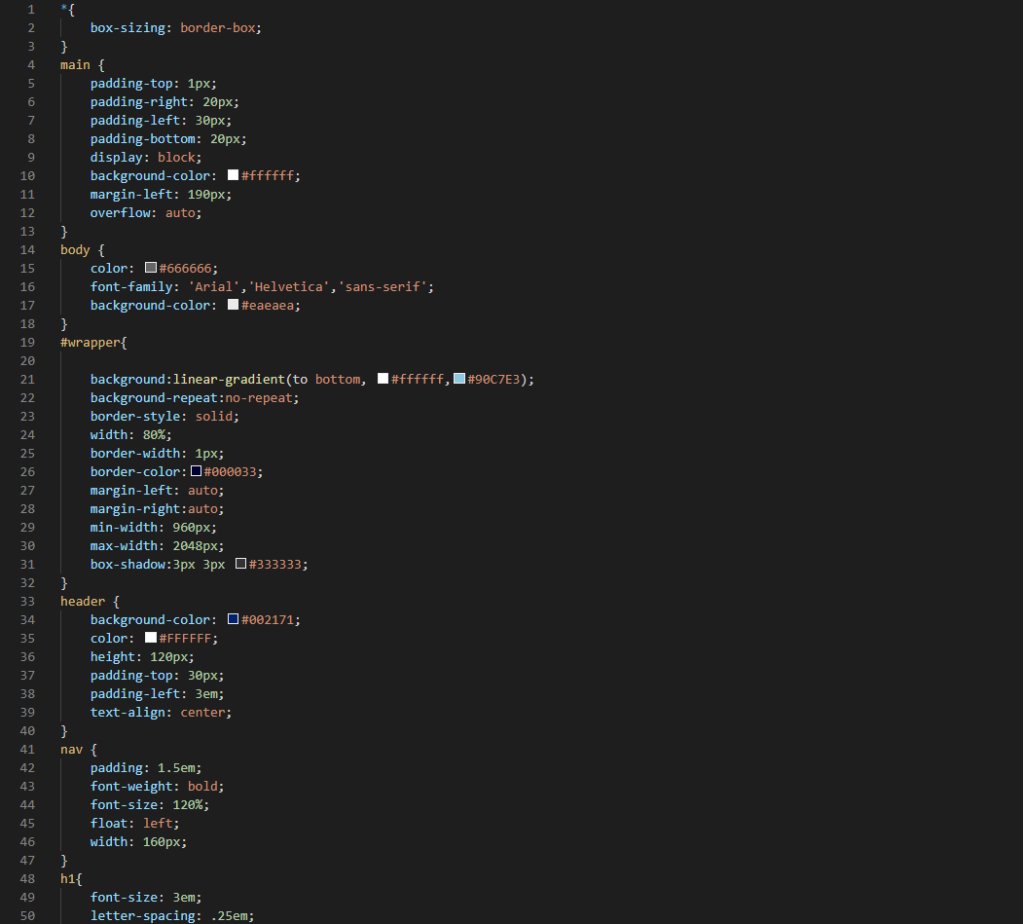 1 *{
2     box-sizing: border-box;
3 }
4 main {
5     padding-top: 1px;
6     padding-right: 20px;
7     padding-left: 30px;
8     padding-bottom: 20px;
9     display: block;
10     background-color: #ffffff;
11     margin-left: 190px;
12     overflow: auto;
13 }
14 body {
15     color: #666666;
16     font-family: 'Arial','Helvetica','sans-serif';
17     background-color: #eaeaea;
18 }
19 #wrapper{
20
21     background:linear-gradient(to bottom, #ffffff,#90C7E3);
22     background-repeat:no-repeat;
23     border-style: solid;
24     width: 80%;
25     border-width: 1px;
26     border-color:#000033;
27     margin-left: auto;
28     margin-right:auto;
29     min-width: 960px;
30     max-width: 2048px;
31     box-shadow:3px 3px #333333;
32 }
33 header {
34     background-color: #002171;
35     color: #FFFFFF;
36     height: 120px;
37     padding-top: 30px;
38     padding-left: 3em;
39     text-align: center;
40 }
41 nav {
42     padding: 1.5em;
43     font-weight: bold;
44     font-size: 120%;
45     float: left;
46     width: 160px;
47 }
48 h1{
49     font-size: 3em;
50     letter-spacing: .25em;